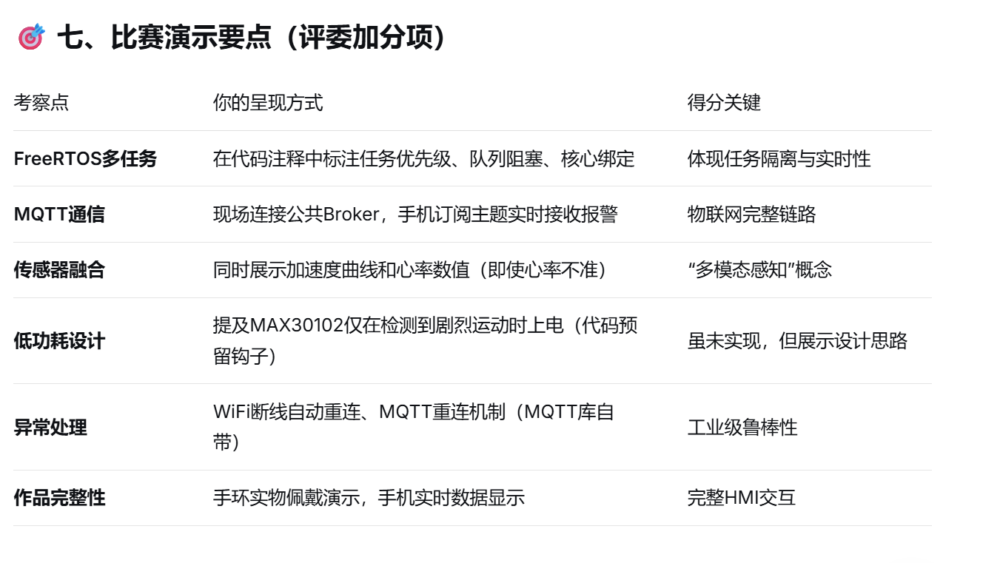 🎯 七、比赛演示要点（评委加分项）
考察点 你的呈现方式 得分关键
FreeRTOS多任务 在代码注释中标注任务优先级、队列阻塞、核心绑定 体现任务隔离与实时性
MQTT通信 现场连接公共Broker，手机订阅主题实时接收报警 物联网完整链路
传感器融合 同时展示加速度曲线和心率数值（即使心率不准） “多模态感知”概念
低功耗设计 提及MAX30102仅在检测到剧烈运动时上电（代码预
留钩子） 虽未实现，但展示设计思路
异常处理 WiFi断线自动重连、MQTT重连机制（MQTT库自
带） 工业级鲁棒性
作品完整性 手环实物佩戴演示，手机实时数据显示 完整HMI交互